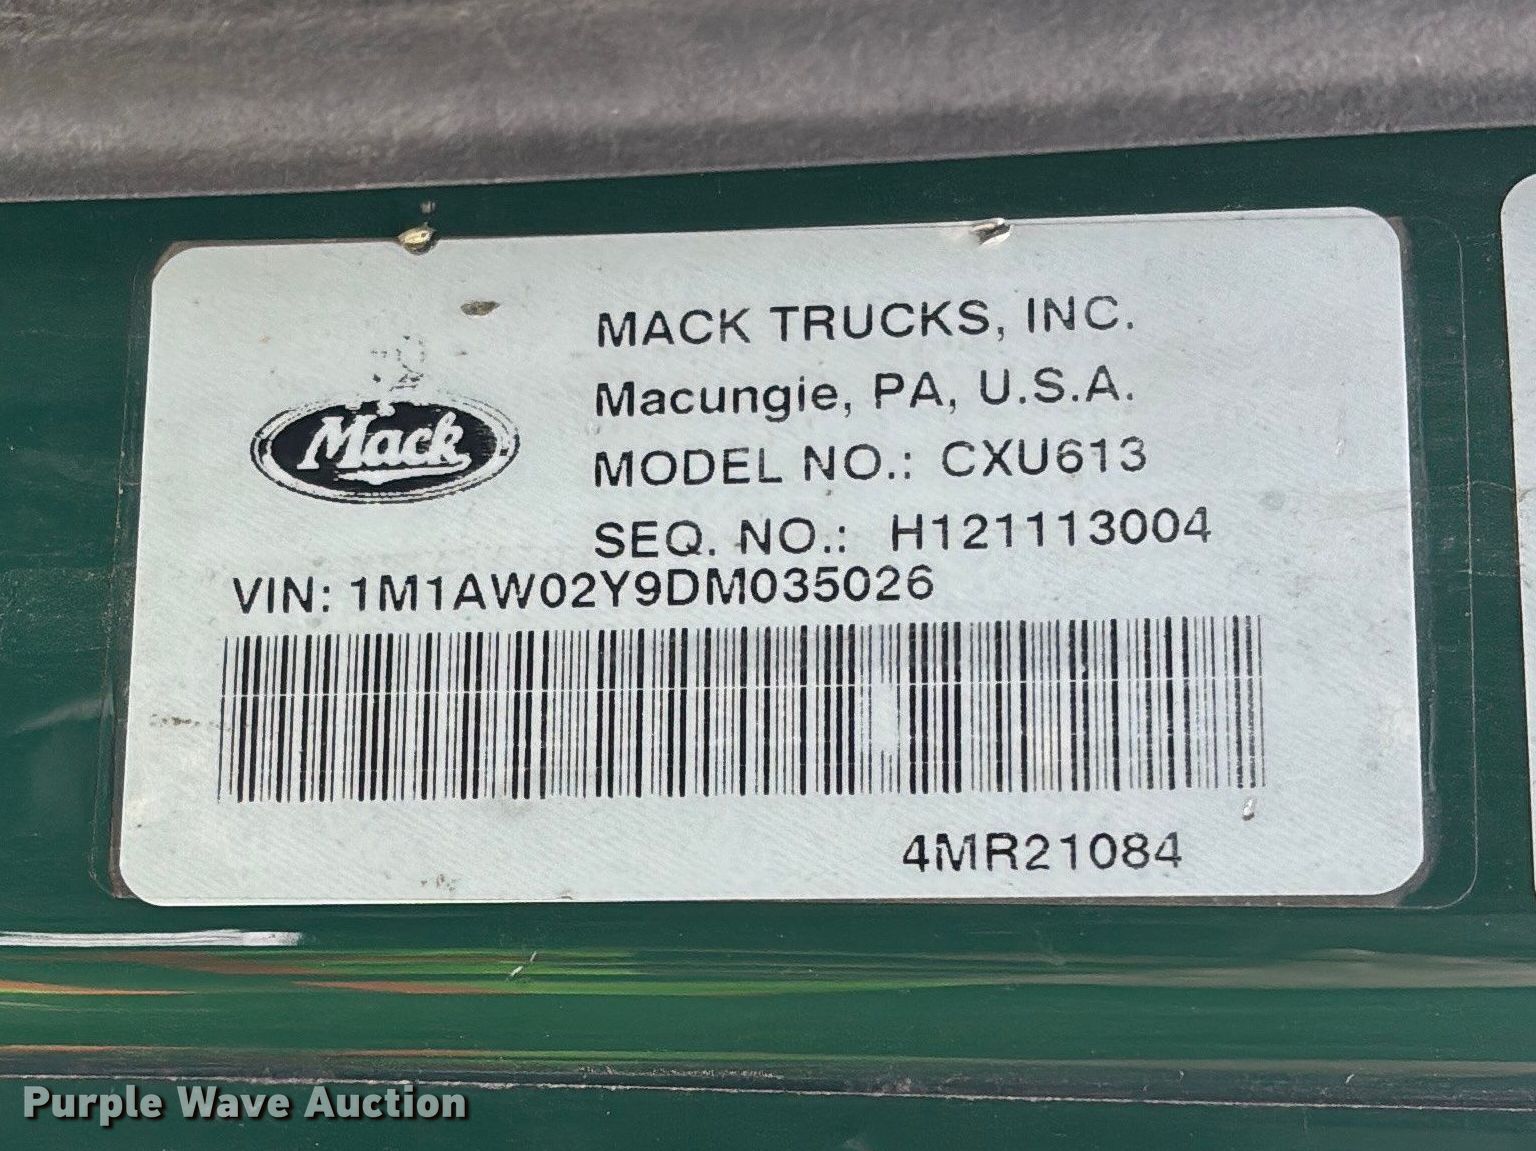 MACK TRUCKS, INC.
Macungie, PA, U.S.A.
Mack
MODEL NO.: CXU613
SEQ. NO.: H121113004
VIN: 1M1AW02Y9DM035026
4MR21084
Purple Wave Auction